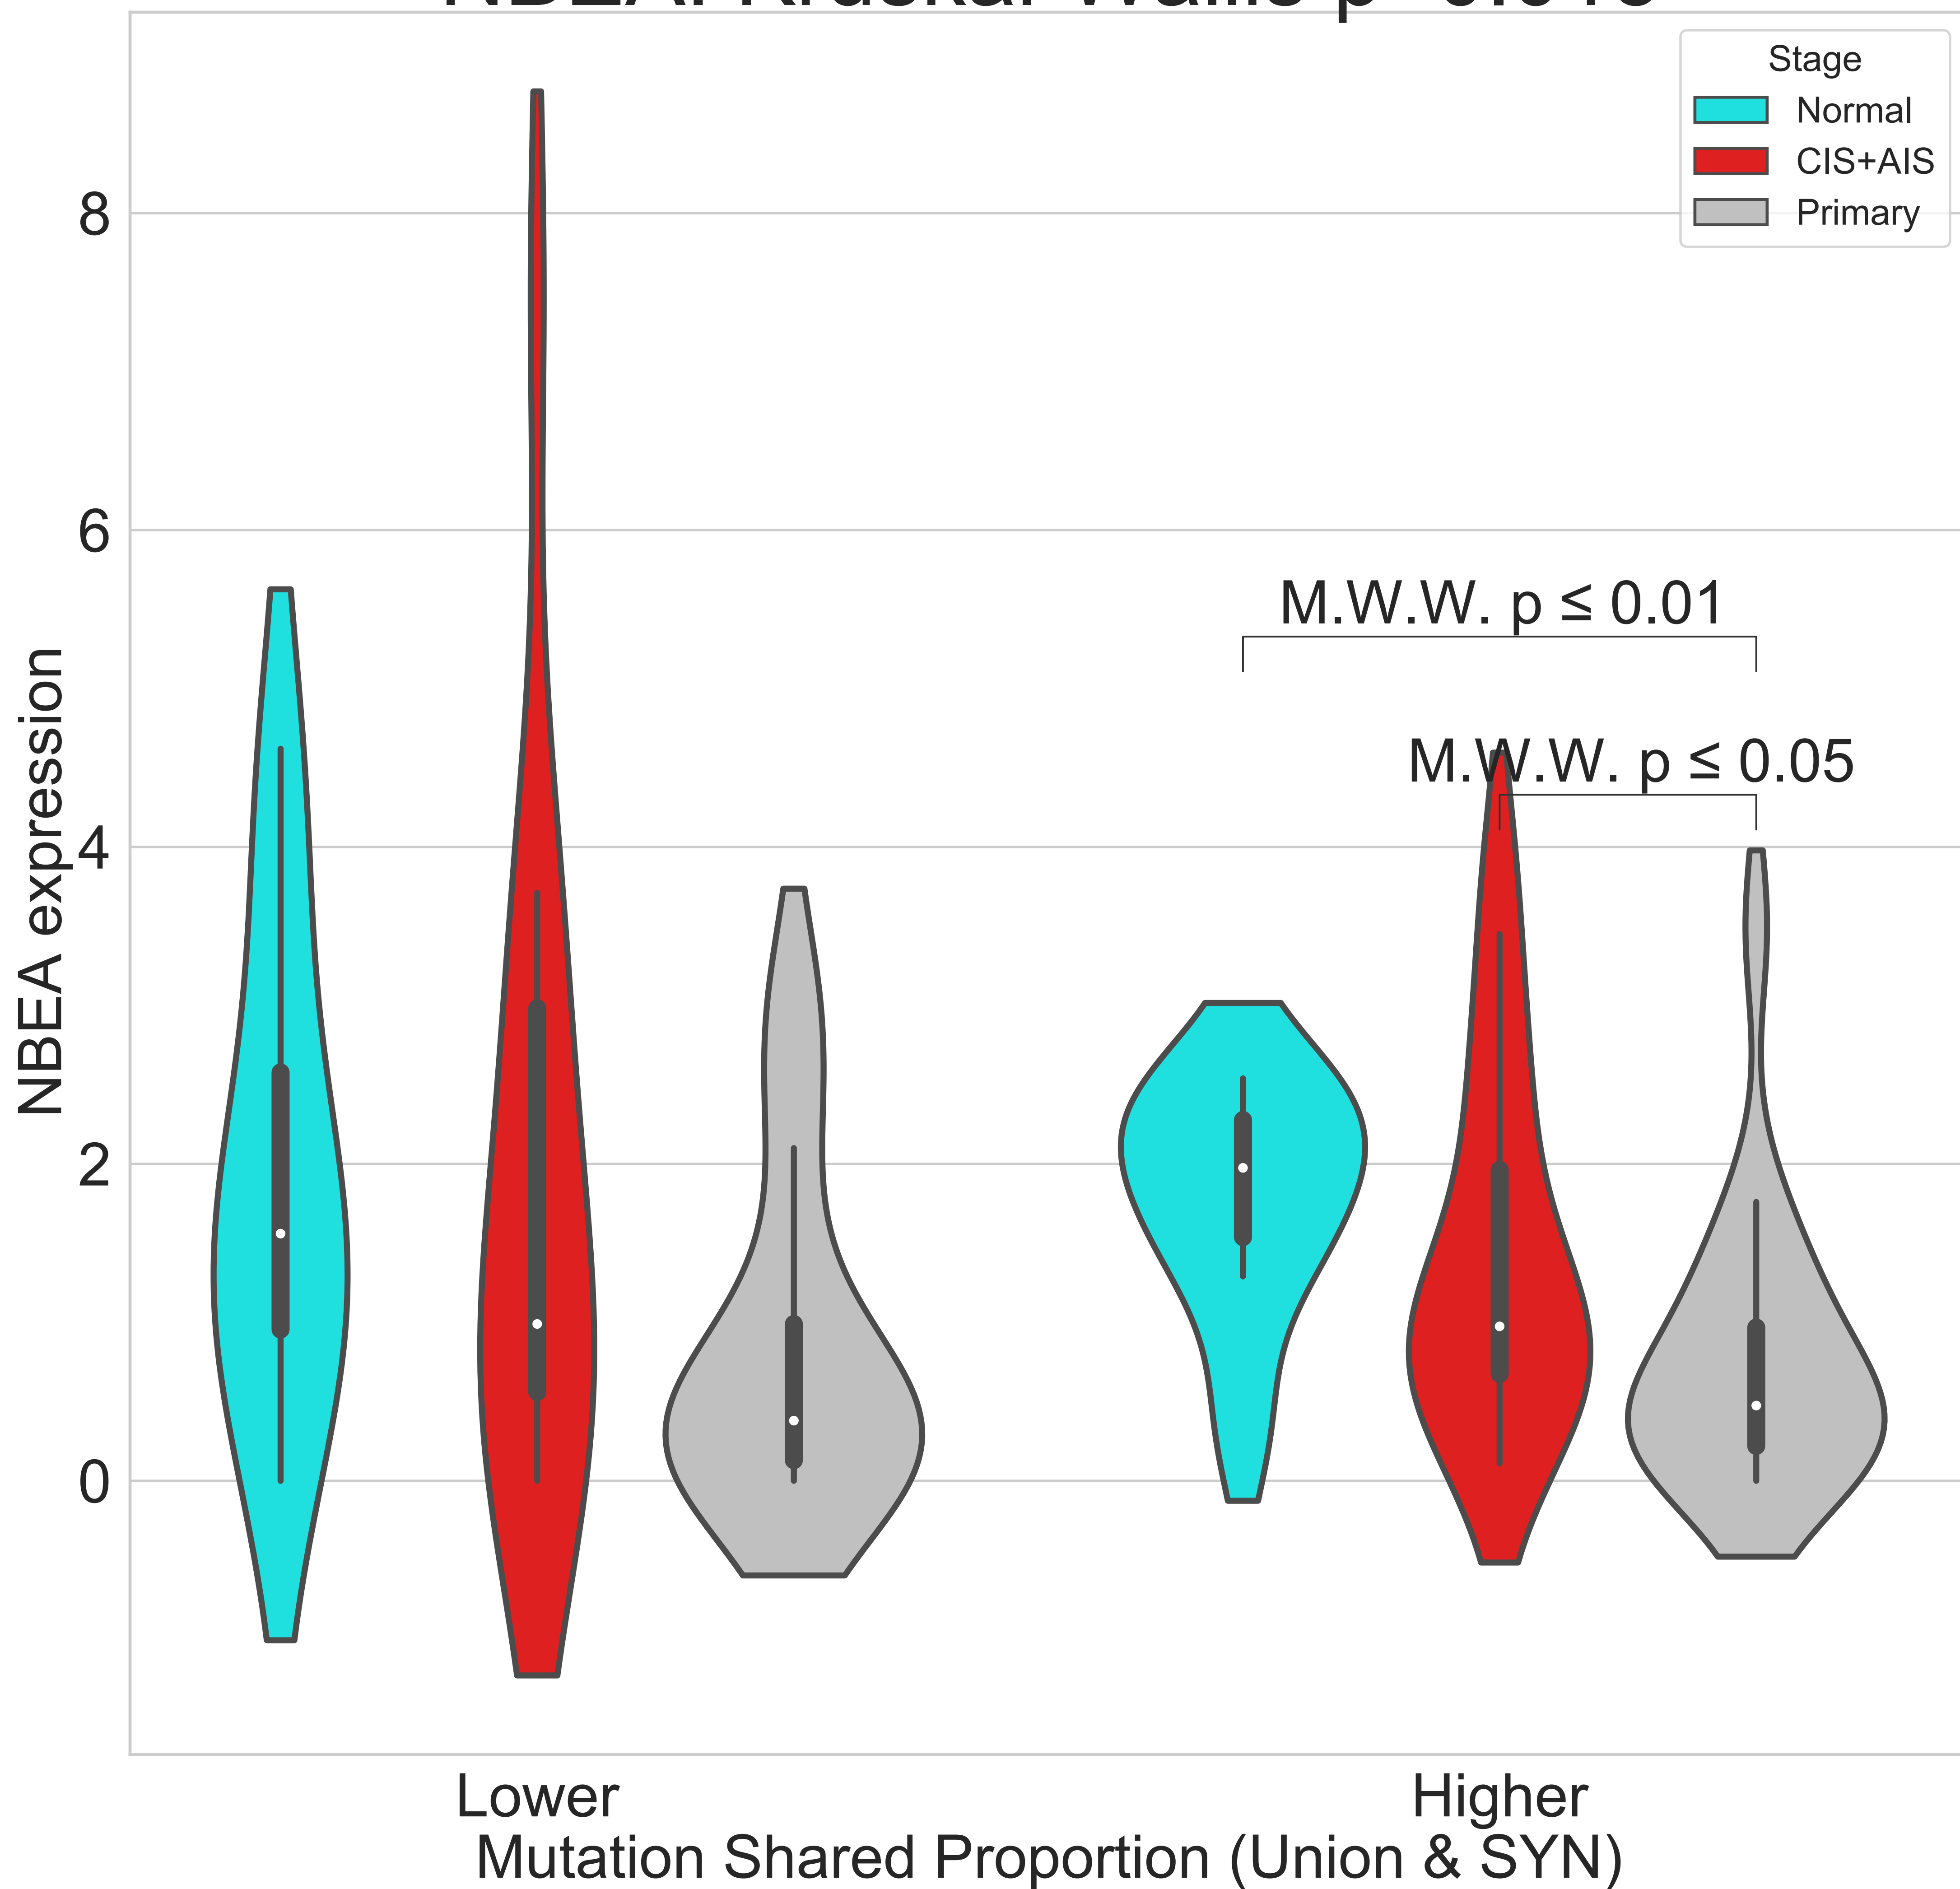 Stage
Normal
CIS+AIS
Primary
8
6
4
2
0
NBEA expression
M.W.W. p ≤ 0.01
M.W.W. p ≤ 0.05
Lower
Higher
Mutation Shared Proportion (Union & SYN)